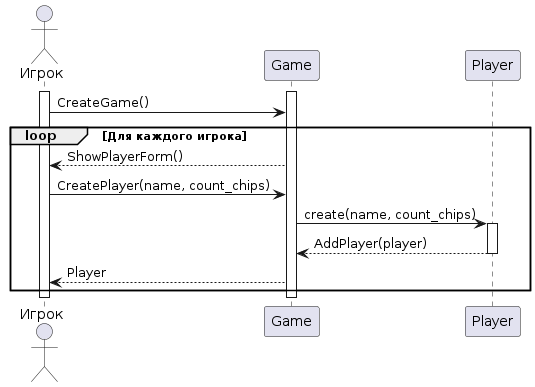 Игрок
Game
Player
CreateGame()
loop
[Для каждого игрока]
ShowPlayerForm()
CreatePlayer(name, count_chips)
create(name, count_chips)
AddPlayer(player)
Player
Игрок
Game
Player